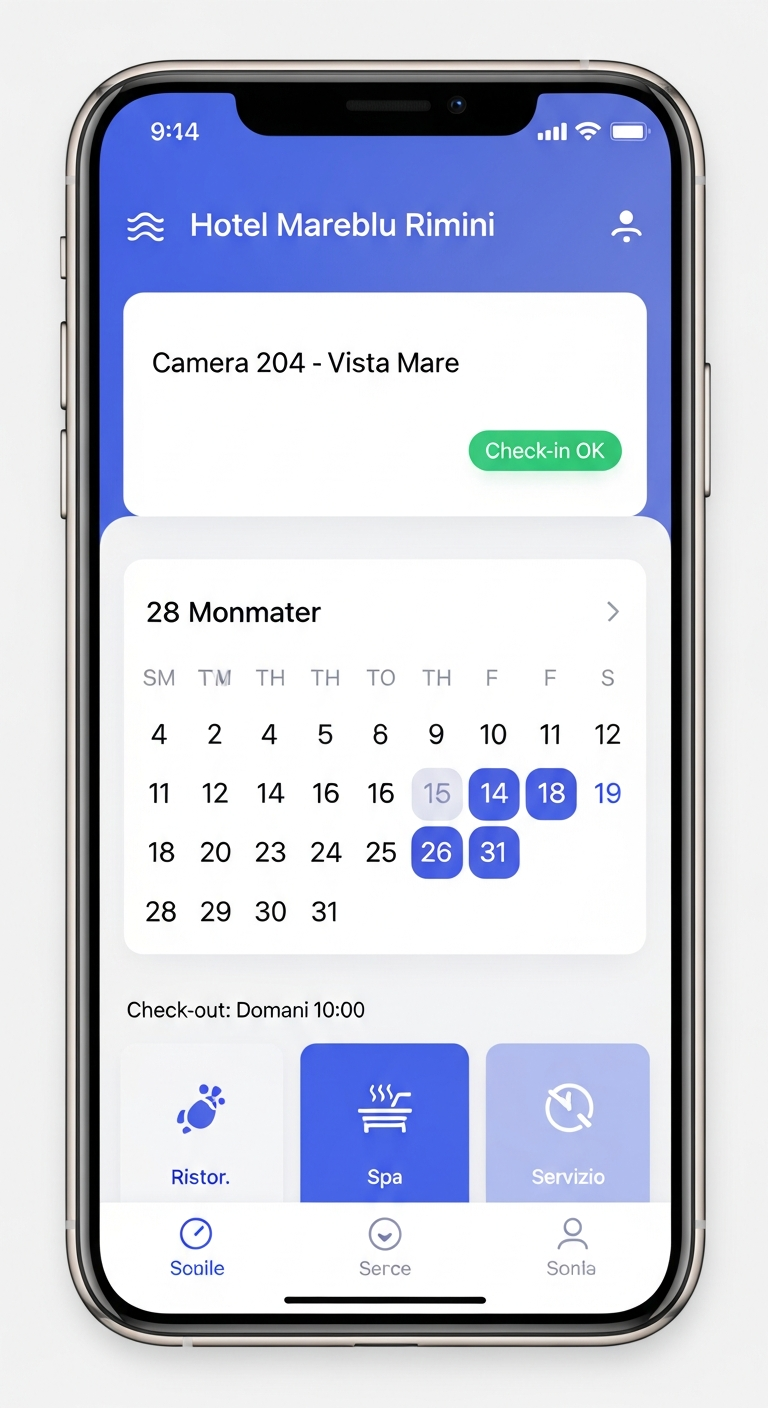 9:14
Hotel Mareblu Rimini
Camera 204 - Vista Mare
Check-in OK
28 Monmater
SM TM TH TH TO TH F F S
4 2 4 5 6 9 10 11 12
11 12 14 16 16 15 14 18 19
18 20 23 24 25 26 31
28 29 30 31
Check-out: Domani 10:00
Ristor. Spa Servizio
Sooile Serce Sonla